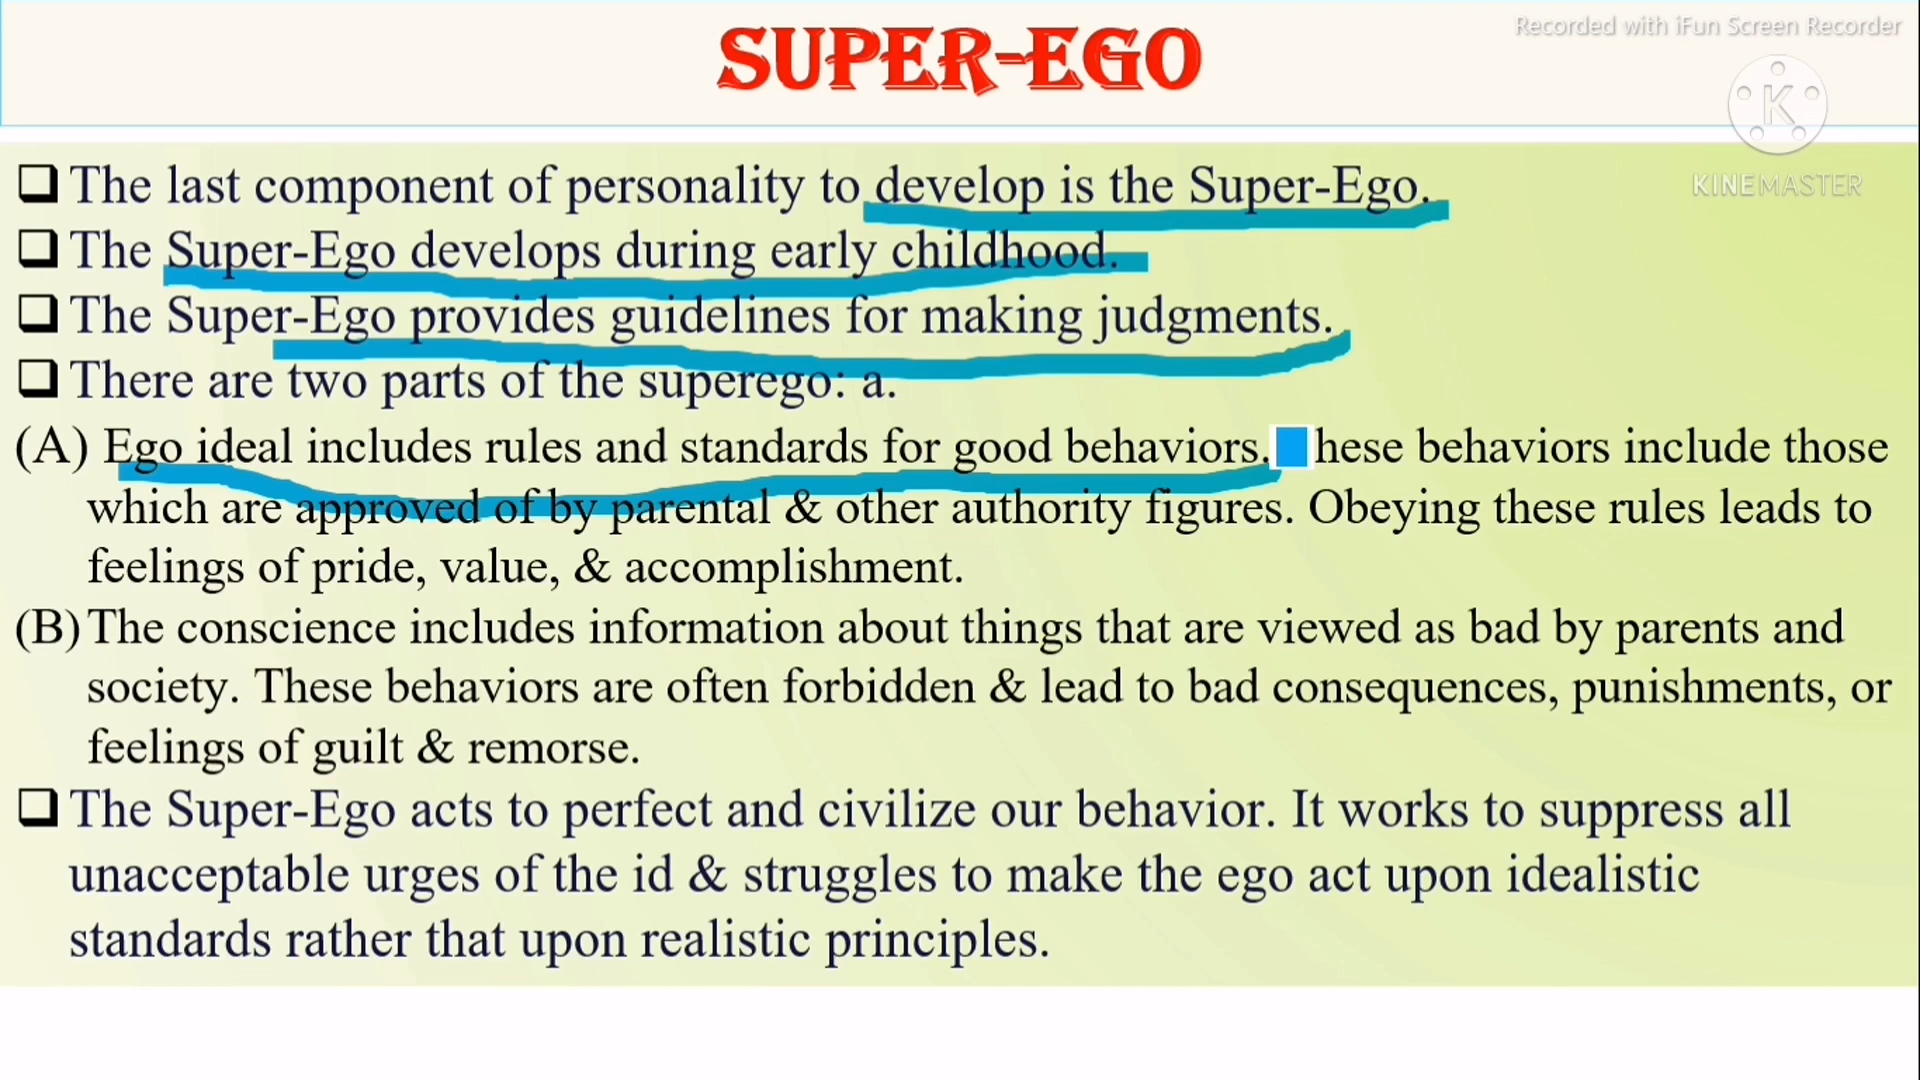 Recorded with iFun Screen Recorder
SUPER-EGO
K
KINEMASTER
❑ The last component of personality to develop is the Super-Ego.
❑ The Super-Ego develops during early childhood.
❑ The Super-Ego provides guidelines for making judgments.
❑ There are two parts of the superego: a.
(A) Ego ideal includes rules and standards for good behaviors. hese behaviors include those
which are approved of by parental & other authority figures. Obeying these rules leads to
feelings of pride, value, & accomplishment.
(B) The conscience includes information about things that are viewed as bad by parents and
society. These behaviors are often forbidden & lead to bad consequences, punishments, or
feelings of guilt & remorse.
❑ The Super-Ego acts to perfect and civilize our behavior. It works to suppress all
unacceptable urges of the id & struggles to make the ego act upon idealistic
standards rather that upon realistic principles.